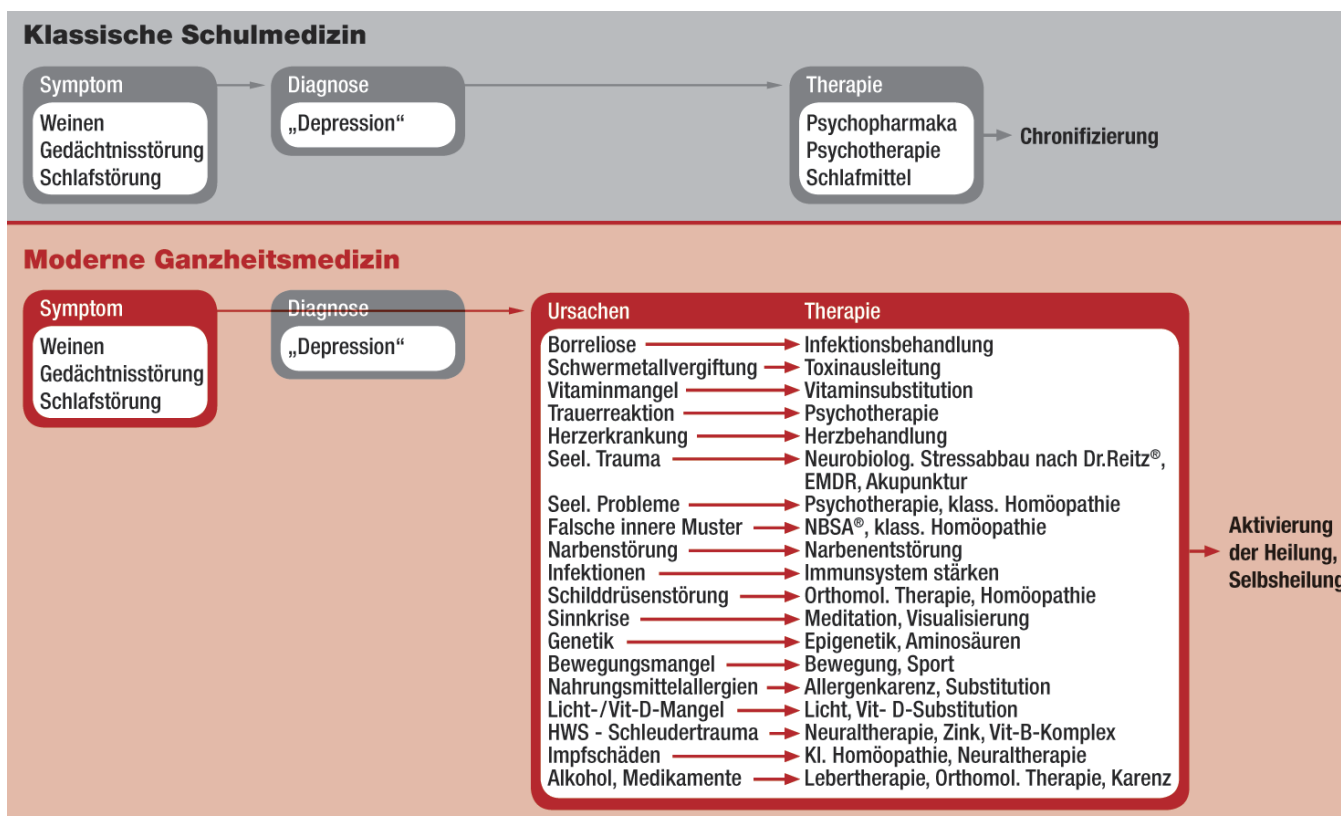 Klassische Schulmedizin
Symptom
Weinen
Gedächtnisstörung
Schlafstörung
Diagnose
„Depression“
Therapie
Psychopharmaka
Psychotherapie
Schlafmittel
Chronifizierung
Moderne Ganzheitsmedizin
Symptom
Weinen
Gedächtnisstörung
Schlafstörung
Diagnose
„Depression“
Ursachen Therapie
Borreliose Infektionsbehandlung
Schwermetallvergiftung Toxinausleitung
Vitaminmangel Vitaminsubstitution
Trauerreaktion Psychotherapie
Herzerkrankung Herzbehandlung
Seel. Trauma Neurobiolog. Stressabbau nach Dr.Reitz®,
EMDR, Akupunktur
Seel. Probleme Psychotherapie, klass. Homöopathie
Falsche innere Muster NBSA®, klass. Homöopathie
Narbenstörung Narbenentstörung
Infektionen Immunsystem stärken
Schilddrüsenstörung Orthomol. Therapie, Homöopathie
Sinnkrise Meditation, Visualisierung
Genetik Epigenetik, Aminosäuren
Bewegungsmangel Bewegung, Sport
Nahrungsmittelallergien Allergenkarenz, Substitution
Licht-/Vit-D-Mangel Licht, Vit- D-Substitution
HWS - Schleudertrauma Neuraltherapie, Zink, Vit-B-Komplex
Impfschäden Kl. Homöopathie, Neuraltherapie
Alkohol, Medikamente Lebertherapie, Orthomol. Therapie, Karenz
Aktivierung
der Heilung,
Selbsheilung